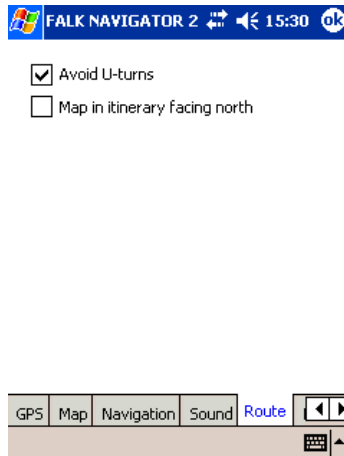 FALK NAVIGATOR 2 15:30 ok
Avoid U-turns
Map in itinerary facing north
GPS Map Navigation Sound Route